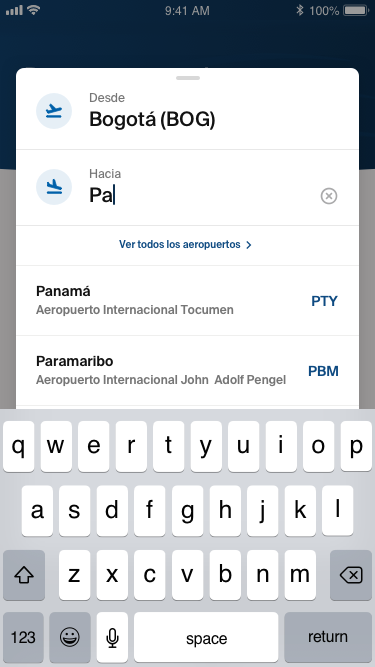 9:41 AM 100%
Desde
Bogotá (BOG)
Hacia
Pa
Ver todos los aeropuertos
Panamá
Aeropuerto Internacional Tocumen
PTY
Paramaribo
Aeropuerto Internacional John Adolf Pengel
PBM
q w e r t y u i o p
a s d f g h j k l
z x c v b n m
123 space return